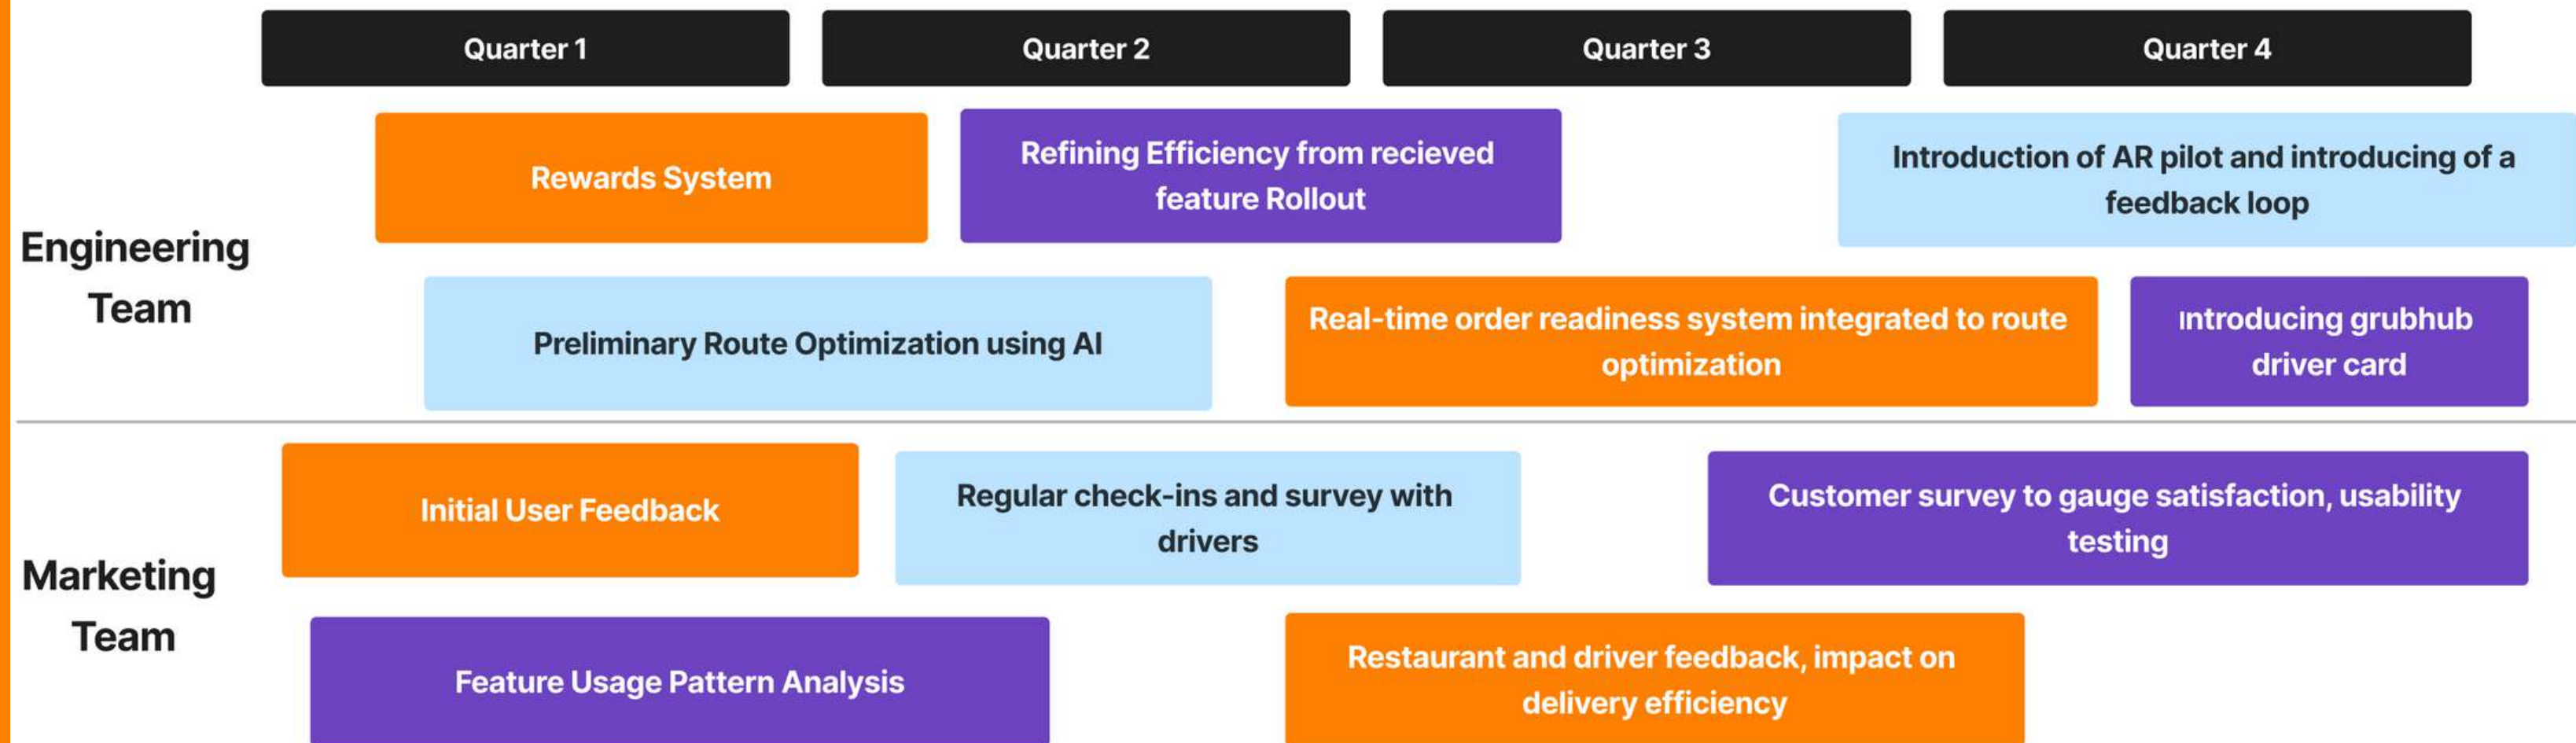 Quarter 1
Quarter 2
Quarter 3
Quarter 4
Engineering
Team
Rewards System
Refining Efficiency from recieved
feature Rollout
Introduction of AR pilot and introducing of a
feedback loop
Preliminary Route Optimization using AI
Real-time order readiness system integrated to route
optimization
Introducing grubhub
driver card
Marketing
Team
Initial User Feedback
Regular check-ins and survey with
drivers
Customer survey to gauge satisfaction, usability
testing
Feature Usage Pattern Analysis
Restaurant and driver feedback, impact on
delivery efficiency